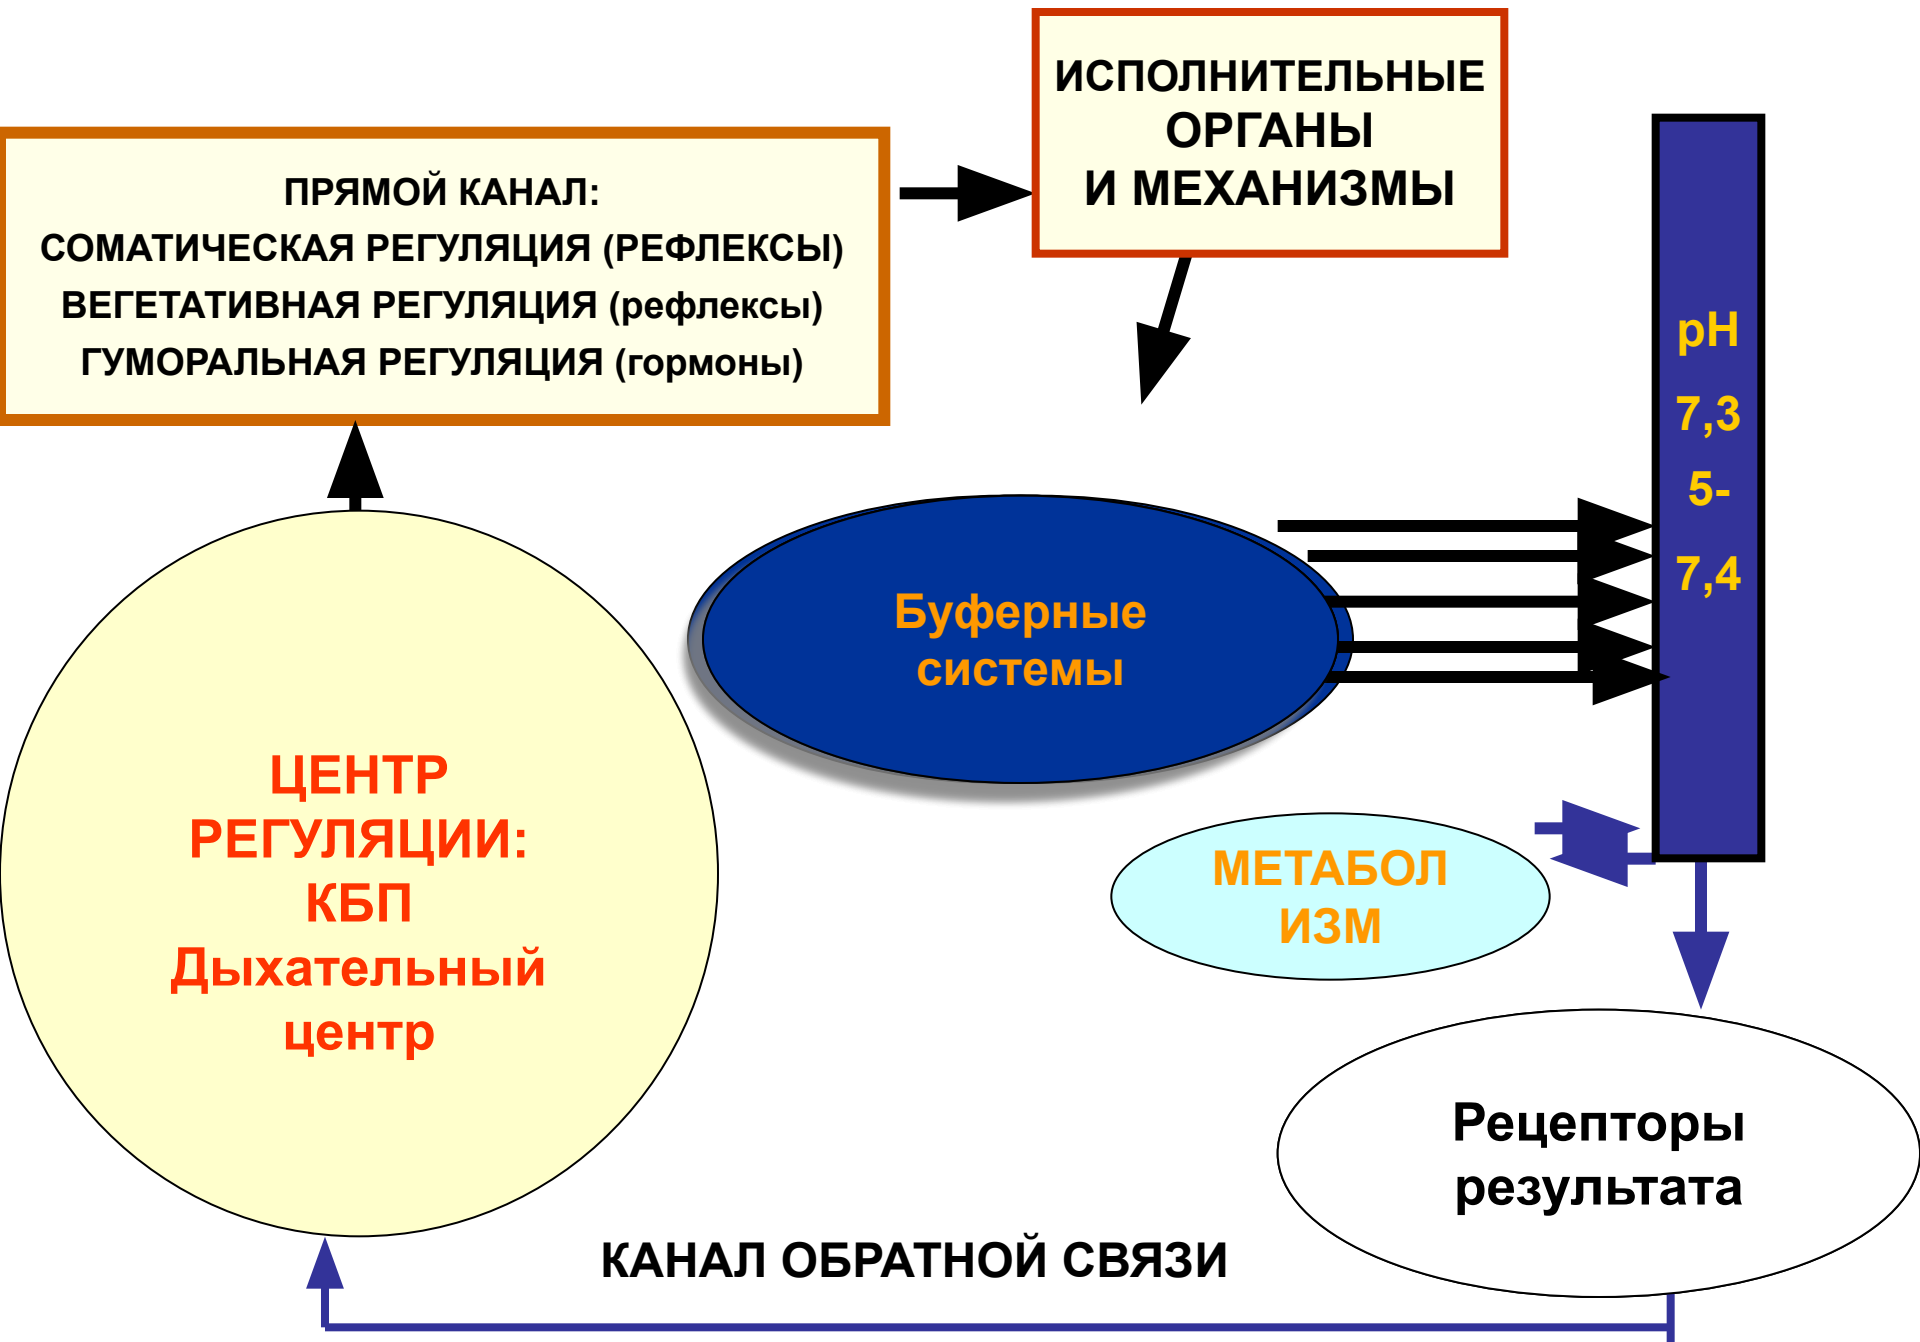 ИСПОЛНИТЕЛЬНЫЕ
ОРГАНЫ
И МЕХАНИЗМЫ
ПРЯМОЙ КАНАЛ:
СОМАТИЧЕСКАЯ РЕГУЛЯЦИЯ (РЕФЛЕКСЫ)
ВЕГЕТАТИВНАЯ РЕГУЛЯЦИЯ (рефлексы)
ГУМОРАЛЬНАЯ РЕГУЛЯЦИЯ (гормоны)
рН
7,3
5-
7,4
Буферные
системы
ЦЕНТР
РЕГУЛЯЦИИ:
КБП
Дыхательный
центр
МЕТАБОЛ
ИЗМ
Рецепторы
результата
КАНАЛ ОБРАТНОЙ СВЯЗИ